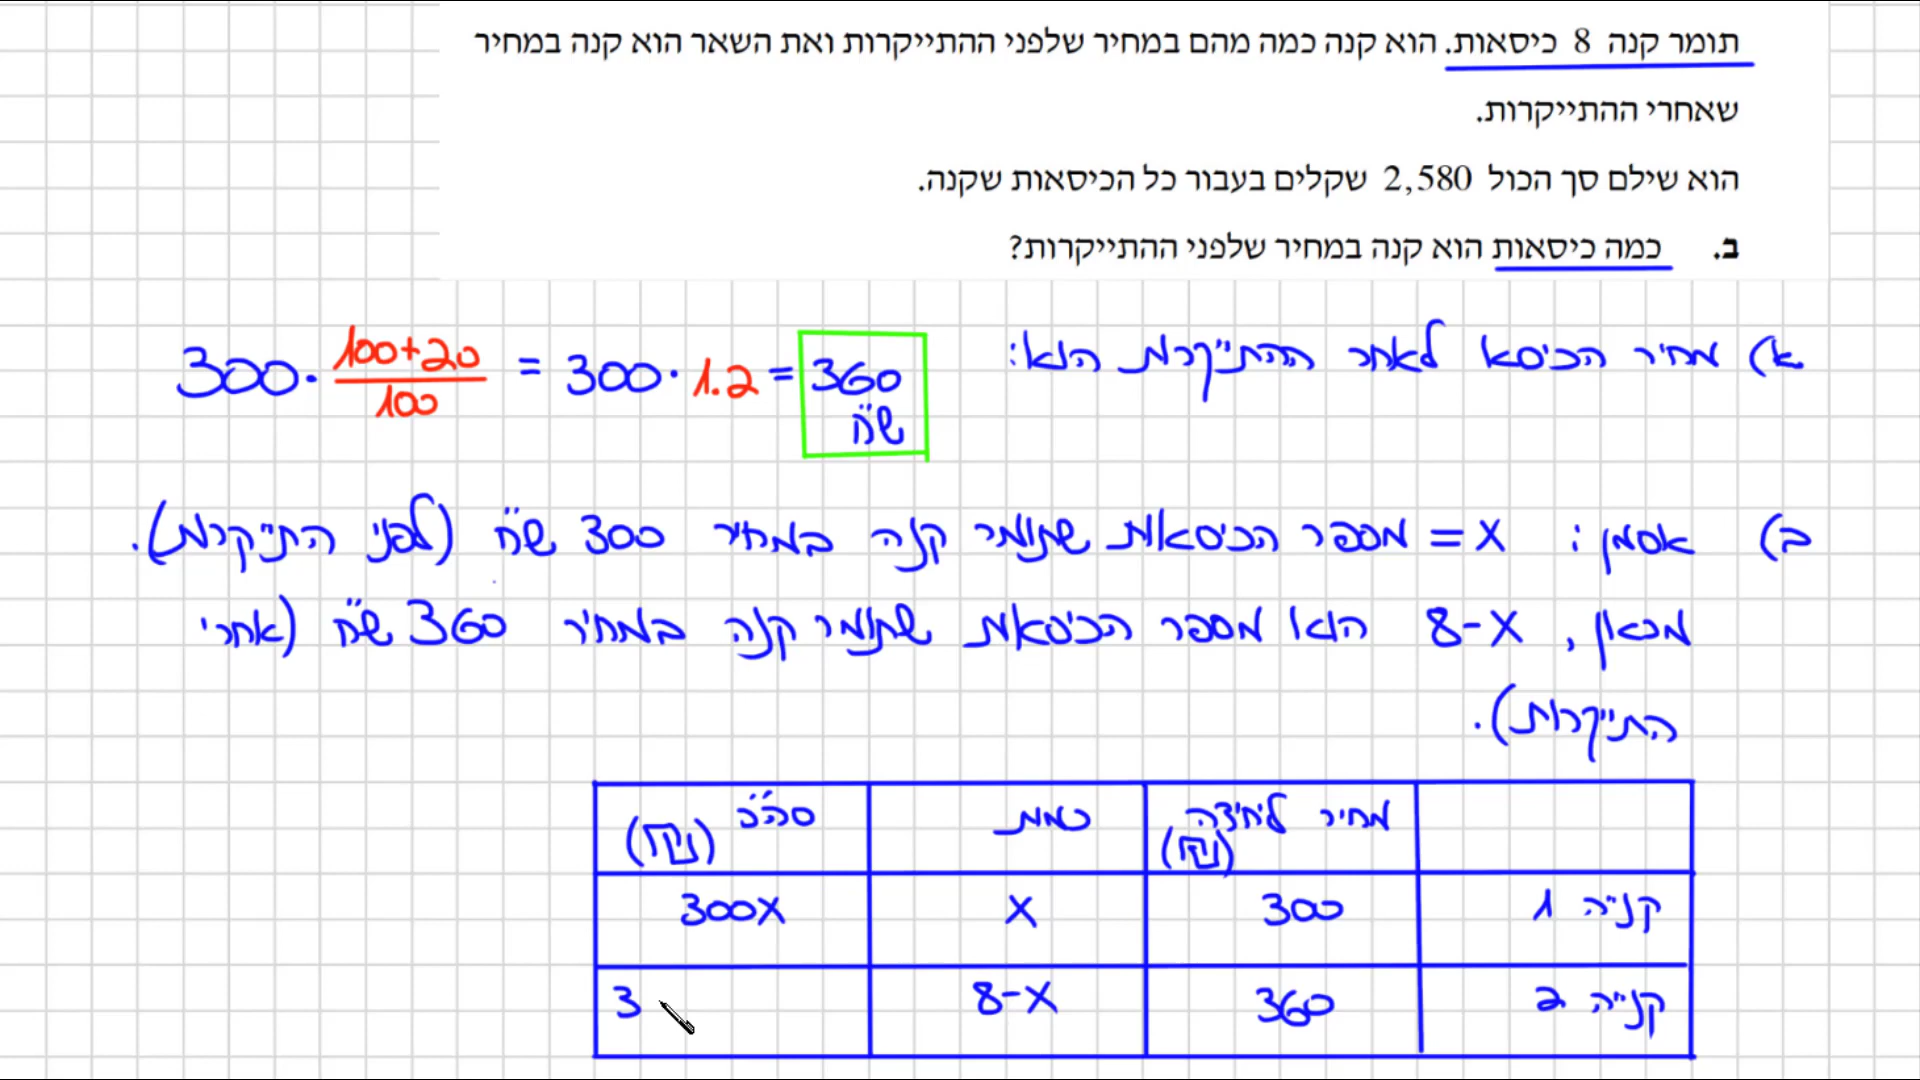 תומר קנה 8 כיסאות. הוא קנה כמה מהם במחיר שלפני ההתייקרות ואת השאר הוא קנה במחיר
שאחרי ההתייקרות.
הוא שילם סך הכול 2,580 שקלים בעבור כל הכיסאות שקנה.
ב. כמה כיסאות הוא קנה במחיר שלפני ההתייקרות?
א) מחיר הכיסא לאחר ההתייקרות הוא:
300 · (100+20)/100 = 300 · 1.2 = 360 ש"ח
ב) אסמן: x = מספר הכיסאות שתומר קנה במחיר 300 ש"ח (לפני התייקרות).
מכאן, 8-x הוא מספר הכיסאות שתומר קנה במחיר 360 ש"ח (אחרי
התייקרות).
מחיר ליחידה (₪) כמות סה"כ (₪)
קנייה 1 300 x 300x
קנייה 2 360 8-x 3